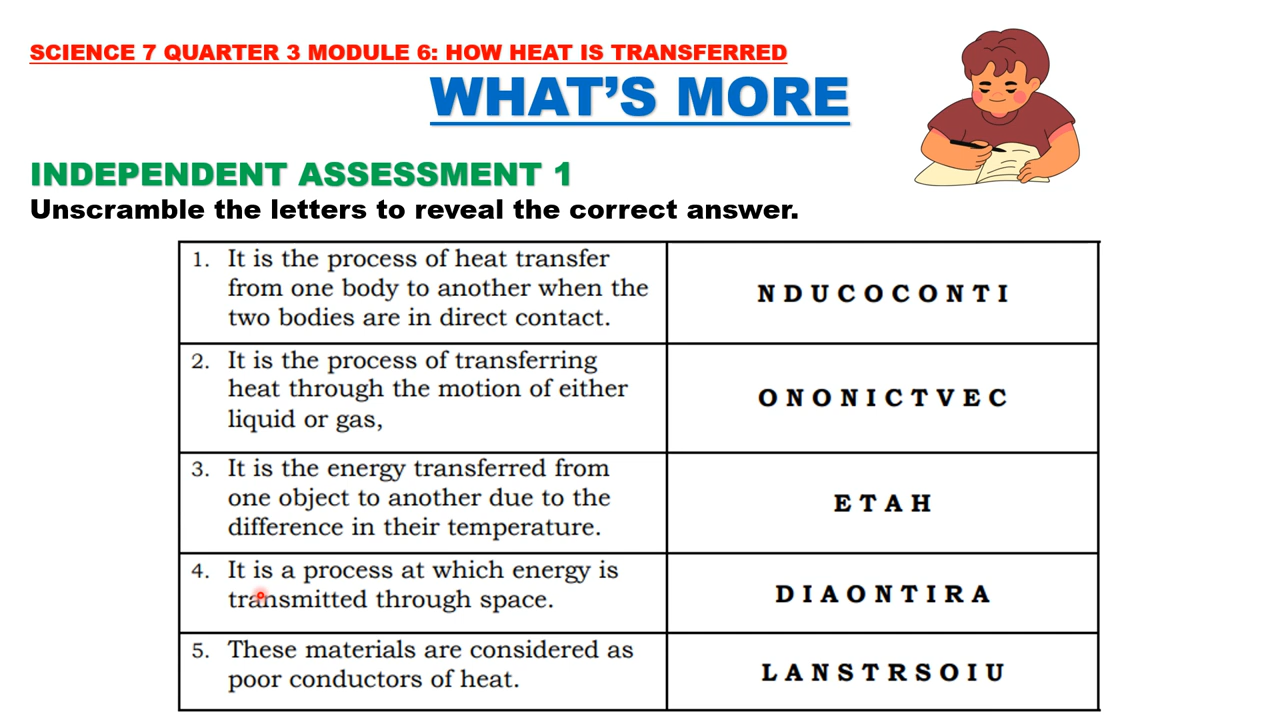 SCIENCE 7 QUARTER 3 MODULE 6: HOW HEAT IS TRANSFERRED
WHAT’S MORE
INDEPENDENT ASSESSMENT 1
Unscramble the letters to reveal the correct answer.
1. It is the process of heat transfer
from one body to another when the
two bodies are in direct contact.
N D U C O C O N T I
2. It is the process of transferring
heat through the motion of either
liquid or gas,
O N O N I C T V E C
3. It is the energy transferred from
one object to another due to the
difference in their temperature.
E T A H
4. It is a process at which energy is
transmitted through space.
D I A O N T I R A
5. These materials are considered as
poor conductors of heat.
L A N S T R S O I U